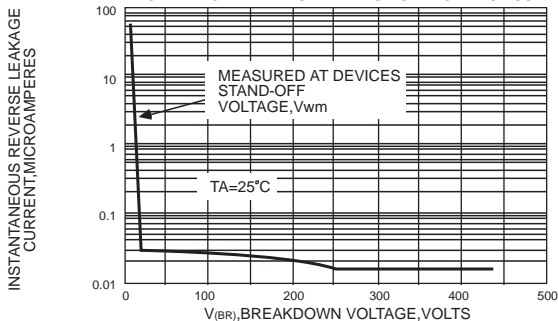 100
10
1
0.1
0.01
INSTANTANEOUS REVERSE LEAKAGE
CURRENT,MICROAMPERES
MEASURED AT DEVICES
STAND-OFF
VOLTAGE,Vwm
TA=25°C
0 100 200 300 400 500
V(BR),BREAKDOWN VOLTAGE,VOLTS